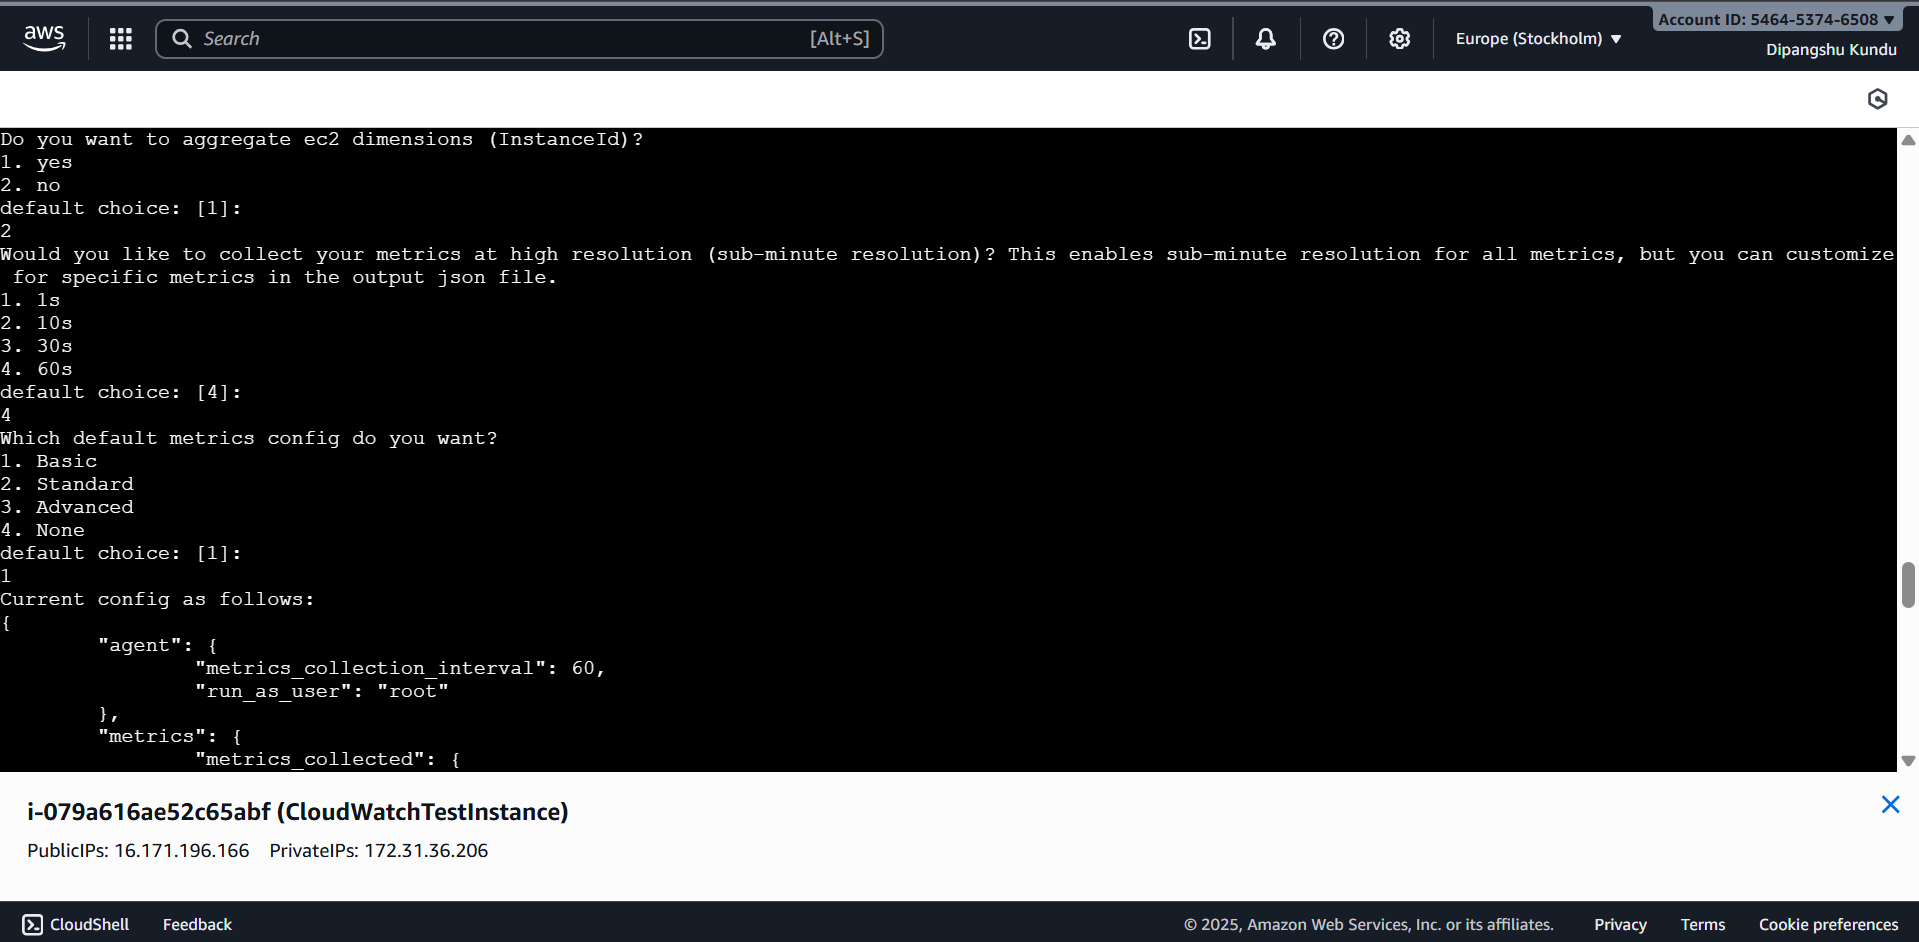 aws
Search
[Alt+S]
Europe (Stockholm)
Account ID: 5464-5374-6508
Dipangshu Kundu
Do you want to aggregate ec2 dimensions (InstanceId)?
1. yes
2. no
default choice: [1]:
2
Would you like to collect your metrics at high resolution (sub-minute resolution)? This enables sub-minute resolution for all metrics, but you can customize
for specific metrics in the output json file.
1. 1s
2. 10s
3. 30s
4. 60s
default choice: [4]:
4
Which default metrics config do you want?
1. Basic
2. Standard
3. Advanced
4. None
default choice: [1]:
1
Current config as follows:
{
"agent": {
"metrics_collection_interval": 60,
"run_as_user": "root"
},
"metrics": {
"metrics_collected": {
i-079a616ae52c65abf (CloudWatchTestInstance)
PublicIPs: 16.171.196.166 PrivateIPs: 172.31.36.206
CloudShell Feedback © 2025, Amazon Web Services, Inc. or its affiliates. Privacy Terms Cookie preferences